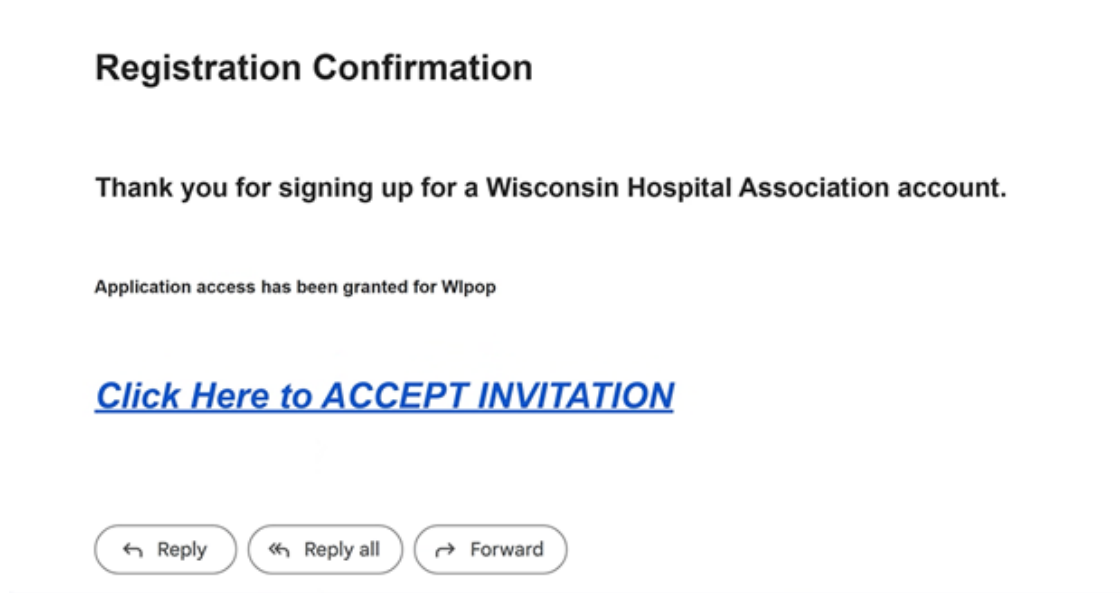 Registration Confirmation
Thank you for signing up for a Wisconsin Hospital Association account.
Application access has been granted for WIpop
Click Here to ACCEPT INVITATION
Reply
Reply all
Forward